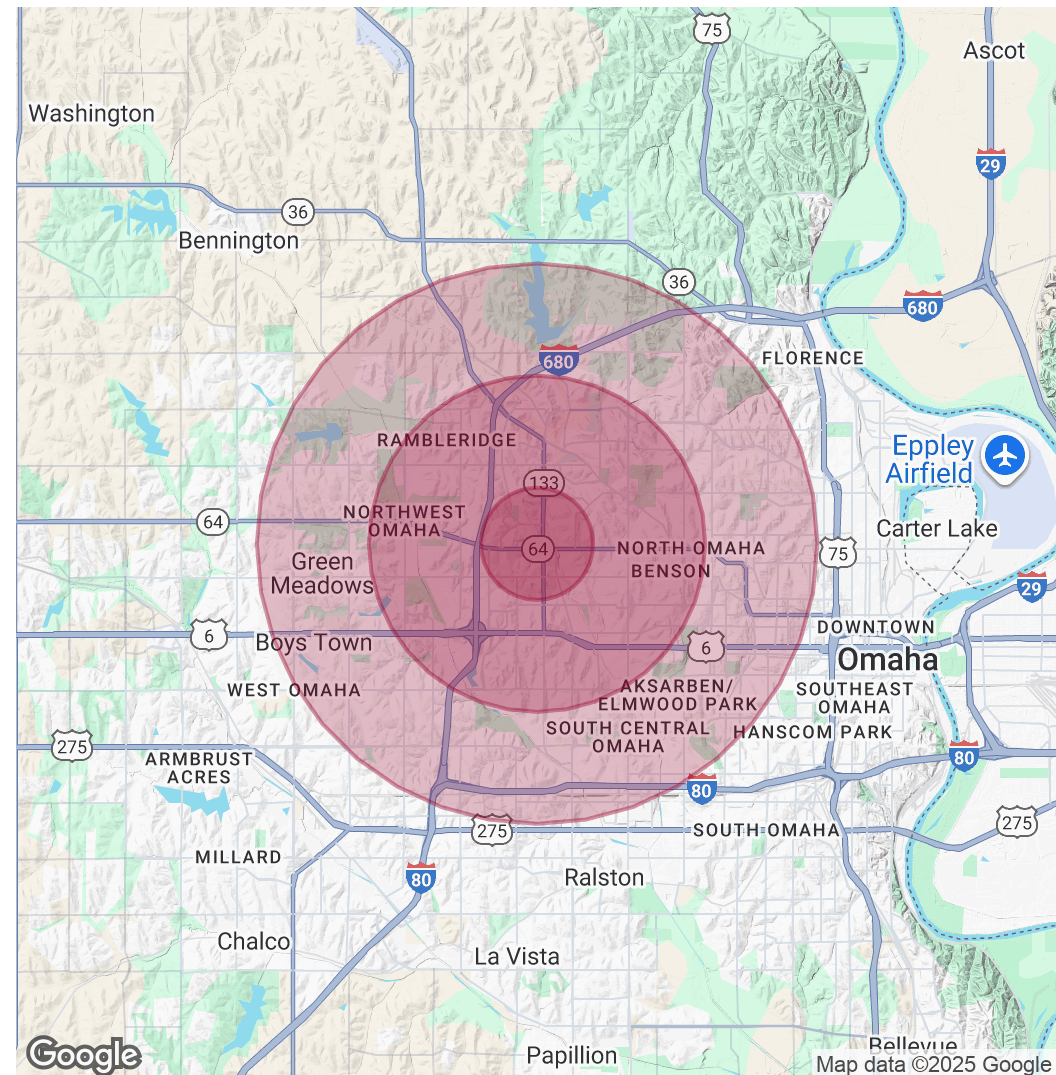 75
Ascot
Washington
29
36
Bennington
36
680
680
FLORENCE
RAMBLERIDGE
Eppley
Airfield
133
NORTHWEST
OMAHA
64
Carter Lake
64
NORTH OMAHA
75
Green
Meadows
BENSON
29
DOWNTOWN
6
Boys Town
6
Omaha
WEST OMAHA
AKSARBEN/
ELMWOOD PARK
SOUTHEAST
OMAHA
SOUTH CENTRAL
OMAHA
HANSCOM PARK
275
ARMBRUST
ACRES
80
80
275
275
SOUTH OMAHA
MILLARD
80
Ralston
Chalco
La Vista
Google
Papillion
Bellevue
Map data ©2025 Google